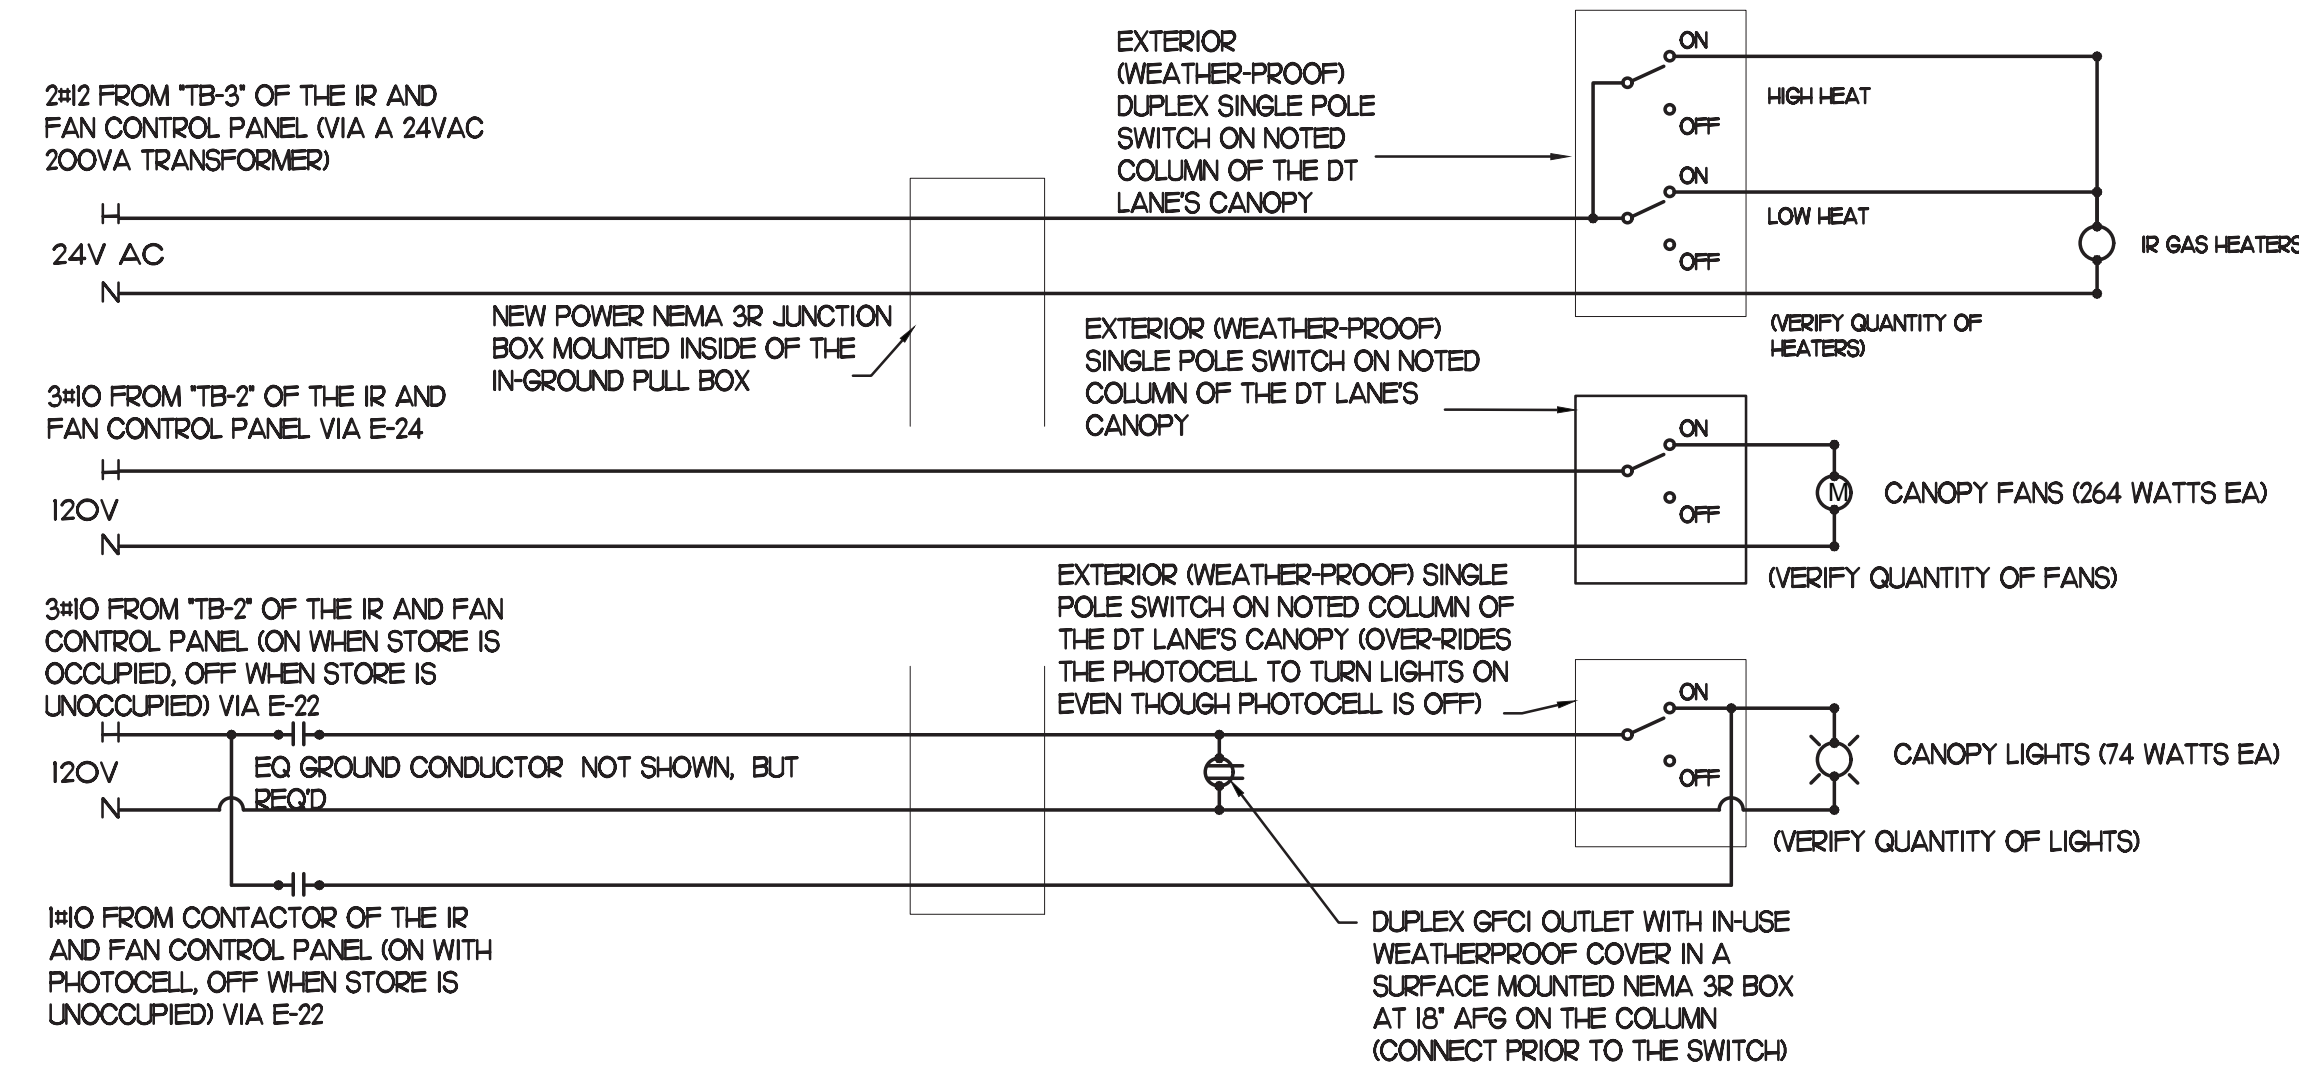 2#12 FROM "TB-3" OF THE IR AND
FAN CONTROL PANEL (VIA A 24VAC
200VA TRANSFORMER)
H
24V AC
N
EXTERIOR
(WEATHER-PROOF)
DUPLEX SINGLE POLE
SWITCH ON NOTED
COLUMN OF THE DT
LANE'S CANOPY
ON
HIGH HEAT
OFF
ON
LOW HEAT
OFF
IR GAS HEATERS
(VERIFY QUANTITY OF
HEATERS)
NEW POWER NEMA 3R JUNCTION
BOX MOUNTED INSIDE OF THE
IN-GROUND PULL BOX
3#10 FROM "TB-2" OF THE IR AND
FAN CONTROL PANEL VIA E-24
H
120V
N
EXTERIOR (WEATHER-PROOF)
SINGLE POLE SWITCH ON NOTED
COLUMN OF THE DT LANE'S
CANOPY
ON
OFF
M
CANOPY FANS (264 WATTS EA)
(VERIFY QUANTITY OF FANS)
3#10 FROM "TB-2" OF THE IR AND FAN
CONTROL PANEL (ON WHEN STORE IS
OCCUPIED, OFF WHEN STORE IS
UNOCCUPIED) VIA E-22
H
120V
N
EQ GROUND CONDUCTOR NOT SHOWN, BUT
REQ'D
EXTERIOR (WEATHER-PROOF) SINGLE
POLE SWITCH ON NOTED COLUMN OF
THE DT LANE'S CANOPY (OVER-RIDES
THE PHOTOCELL TO TURN LIGHTS ON
EVEN THOUGH PHOTOCELL IS OFF)
ON
OFF
CANOPY LIGHTS (74 WATTS EA)
(VERIFY QUANTITY OF LIGHTS)
1#10 FROM CONTACTOR OF THE IR
AND FAN CONTROL PANEL (ON WITH
PHOTOCELL, OFF WHEN STORE IS
UNOCCUPIED) VIA E-22
DUPLEX GFCI OUTLET WITH IN-USE
WEATHERPROOF COVER IN A
SURFACE MOUNTED NEMA 3R BOX
AT 18" AFG ON THE COLUMN
(CONNECT PRIOR TO THE SWITCH)